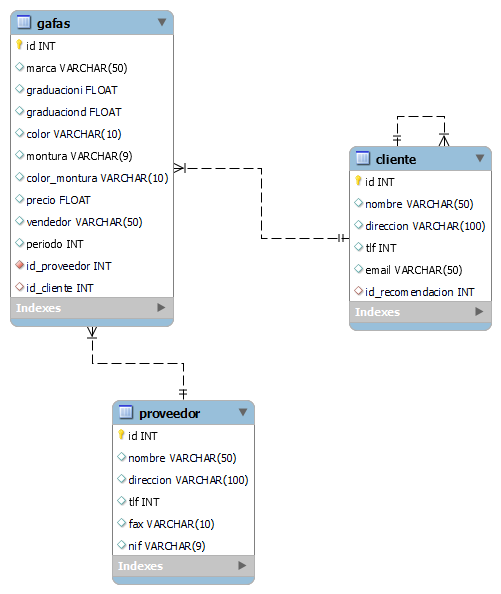 gafas
id INT
marca VARCHAR(50)
graduacioni FLOAT
graduaciond FLOAT
color VARCHAR(10)
montura VARCHAR(9)
color_montura VARCHAR(10)
precio FLOAT
vendedor VARCHAR(50)
periodo INT
id_proveedor INT
id_cliente INT
Indexes
cliente
id INT
nombre VARCHAR(50)
direccion VARCHAR(100)
tlf INT
email VARCHAR(50)
id_recomendacion INT
Indexes
proveedor
id INT
nombre VARCHAR(50)
direccion VARCHAR(100)
tlf INT
fax VARCHAR(10)
nif VARCHAR(9)
Indexes